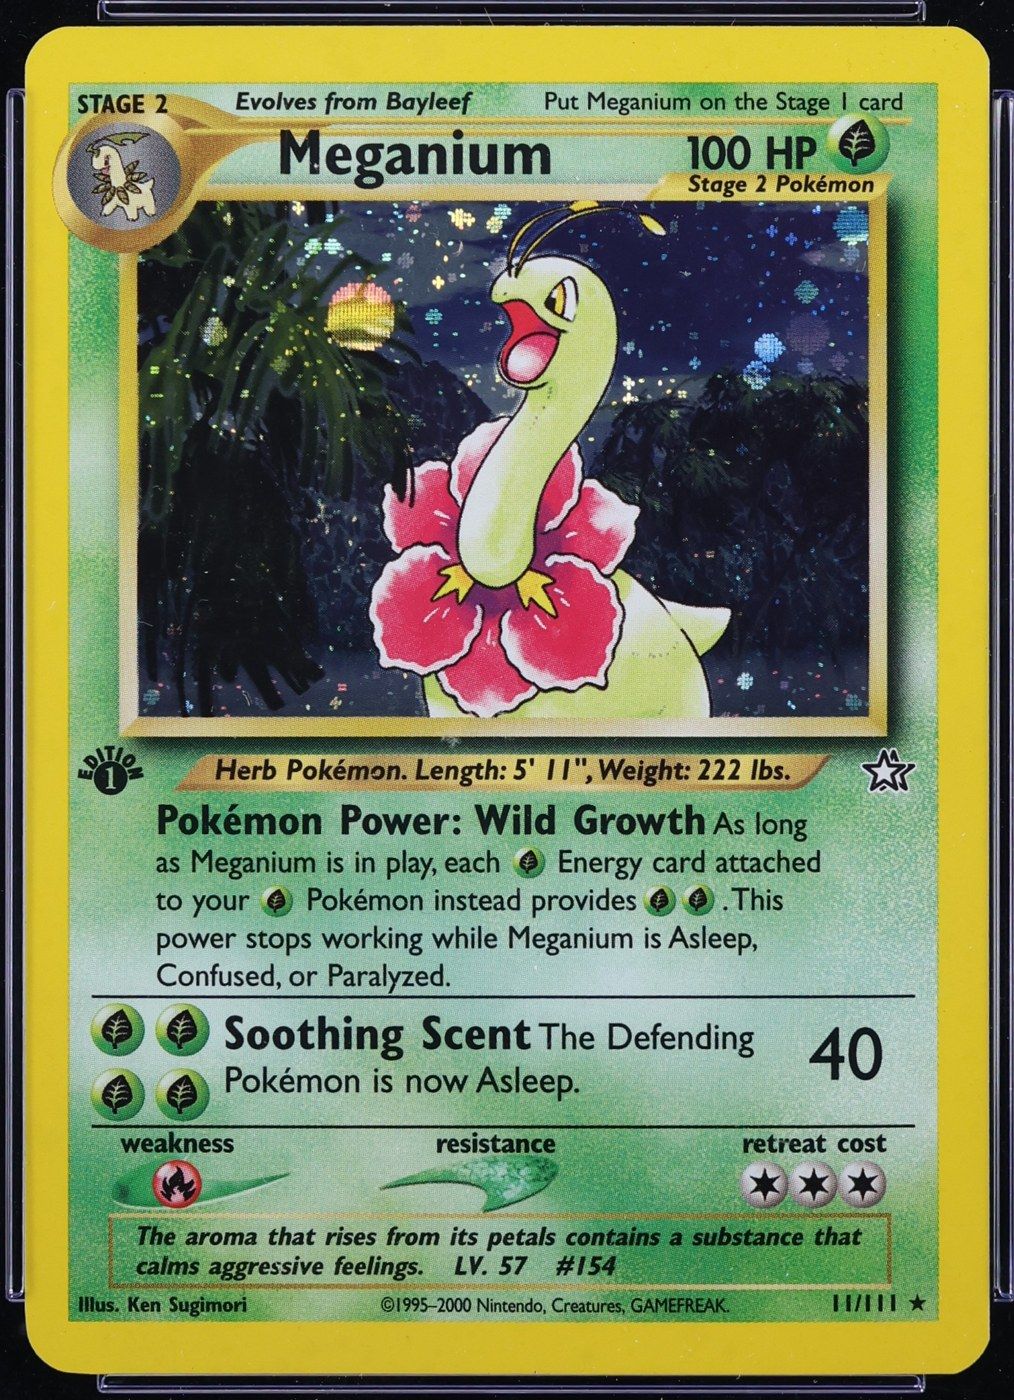 STAGE 2 Evolves from Bayleef Put Meganium on the Stage 1 card
Meganium 100 HP
Stage 2 Pokémon
EDITION
1
Herb Pokémon. Length: 5' 11", Weight: 222 lbs.
Pokémon Power: Wild Growth As long
as Meganium is in play, each Energy card attached
to your Pokémon instead provides . This
power stops working while Meganium is Asleep,
Confused, or Paralyzed.
Soothing Scent The Defending 40
Pokémon is now Asleep.
weakness resistance retreat cost
The aroma that rises from its petals contains a substance that
calms aggressive feelings. LV. 57 #154
Illus. Ken Sugimori ©1995–2000 Nintendo, Creatures, GAMEFREAK. 11/111 ★